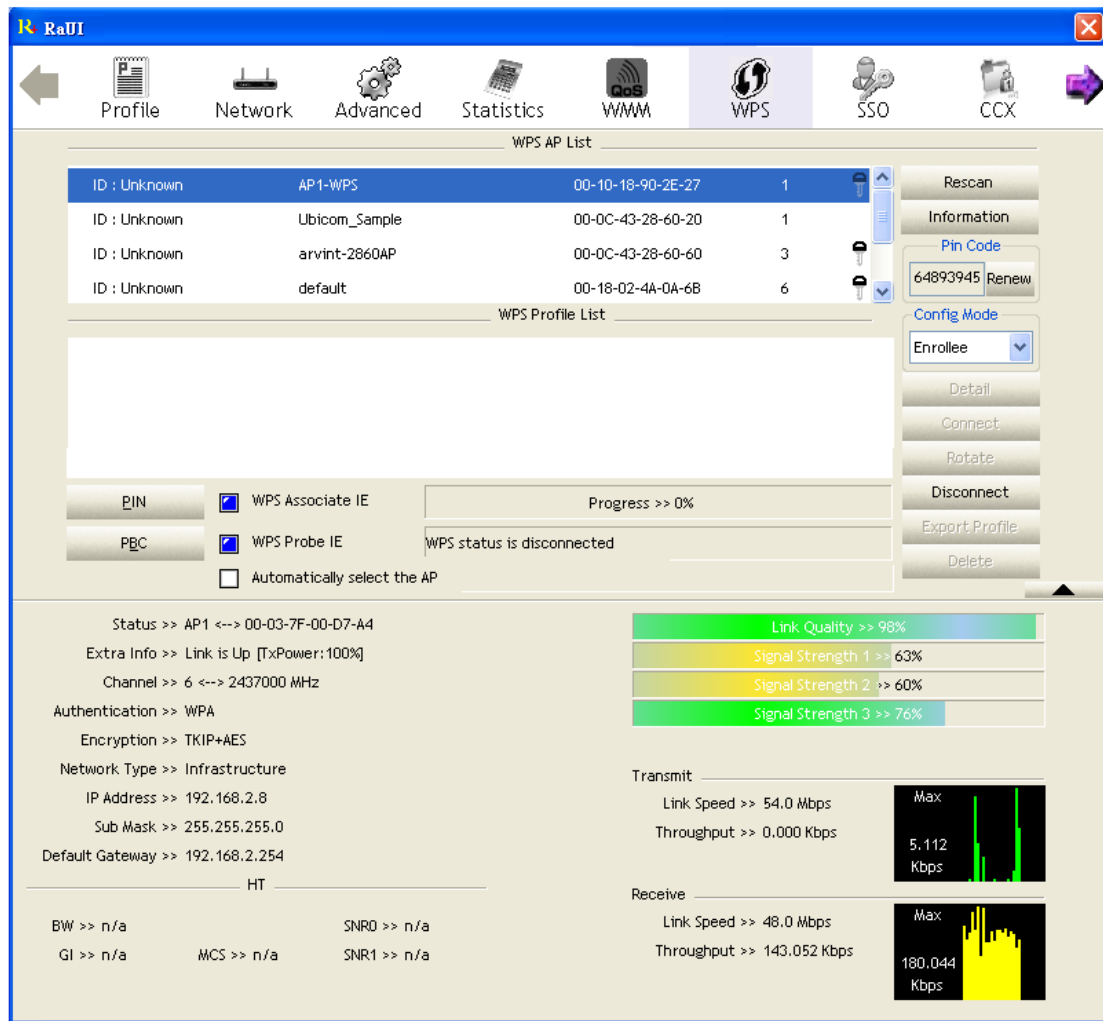 R RaUI
Profile Network Advanced Statistics QoS WMM WPS SSO CCX
WPS AP List
ID : Unknown AP1-WPS 00-10-18-90-2E-27 1
ID : Unknown Ubicom_Sample 00-0C-43-28-60-20 1
ID : Unknown arvint-2860AP 00-0C-43-28-60-60 3
ID : Unknown default 00-18-02-4A-0A-6B 6
Rescan
Information
Pin Code
64893945 Renew
WPS Profile List
Config Mode
Enrollee
Detail
Connect
Rotate
Disconnect
Export Profile
Delete
PIN WPS Associate IE Progress >> 0%
PBC WPS Probe IE WPS status is disconnected
Automatically select the AP
Status >> AP1 <--> 00-03-7F-00-D7-A4
Extra Info >> Link is Up [TxPower:100%]
Channel >> 6 <--> 2437000 MHz
Authentication >> WPA
Encryption >> TKIP+AES
Network Type >> Infrastructure
IP Address >> 192.168.2.8
Sub Mask >> 255.255.255.0
Default Gateway >> 192.168.2.254
HT
BW >> n/a SNR0 >> n/a
GI >> n/a MCS >> n/a SNR1 >> n/a
Link Quality >> 98%
Signal Strength 1 >> 63%
Signal Strength 2 >> 60%
Signal Strength 3 >> 76%
Transmit
Link Speed >> 54.0 Mbps
Throughput >> 0.000 Kbps
Max
5.112
Kbps
Receive
Link Speed >> 48.0 Mbps
Throughput >> 143.052 Kbps
Max
180.044
Kbps